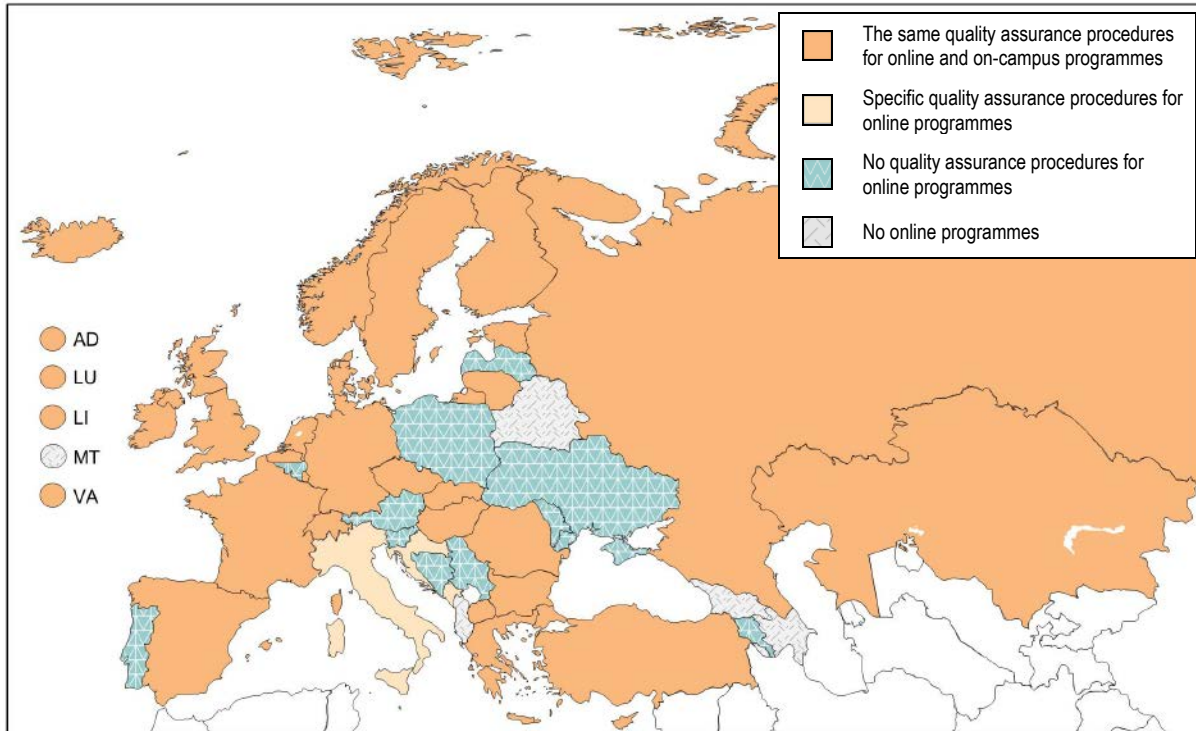 The same quality assurance procedures
for online and on-campus programmes
Specific quality assurance procedures for
online programmes
No quality assurance procedures for
online programmes
No online programmes
AD
LU
LI
MT
VA